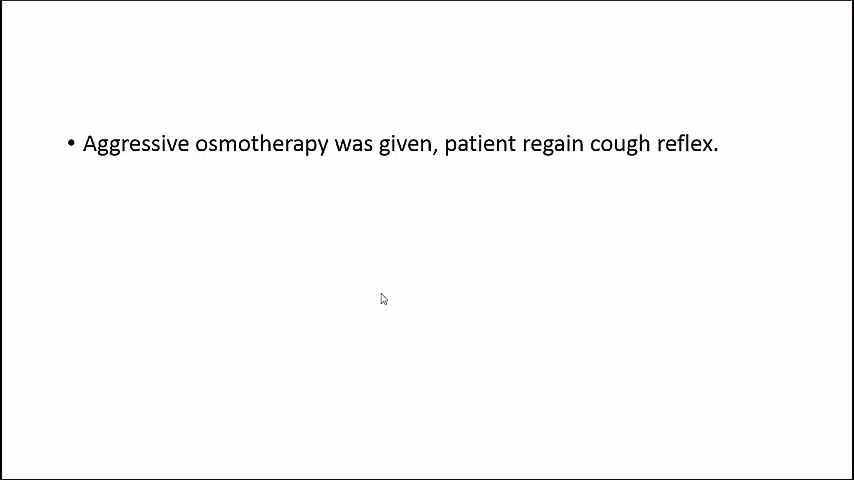 • Aggressive osmotherapy was given, patient regain cough reflex.